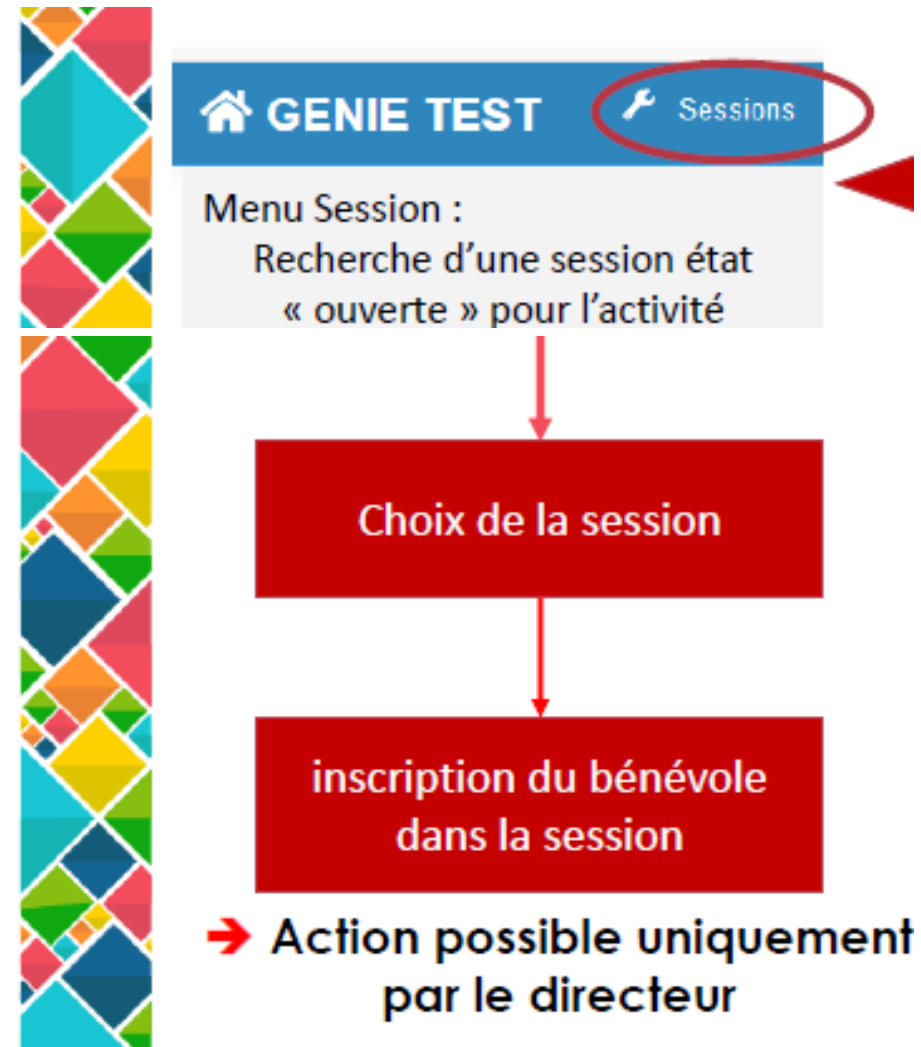 GENIE TEST Sessions
Menu Session :
Recherche d'une session état
« ouverte » pour l'activité
Choix de la session
inscription du bénévole
dans la session
➔ Action possible uniquement
par le directeur